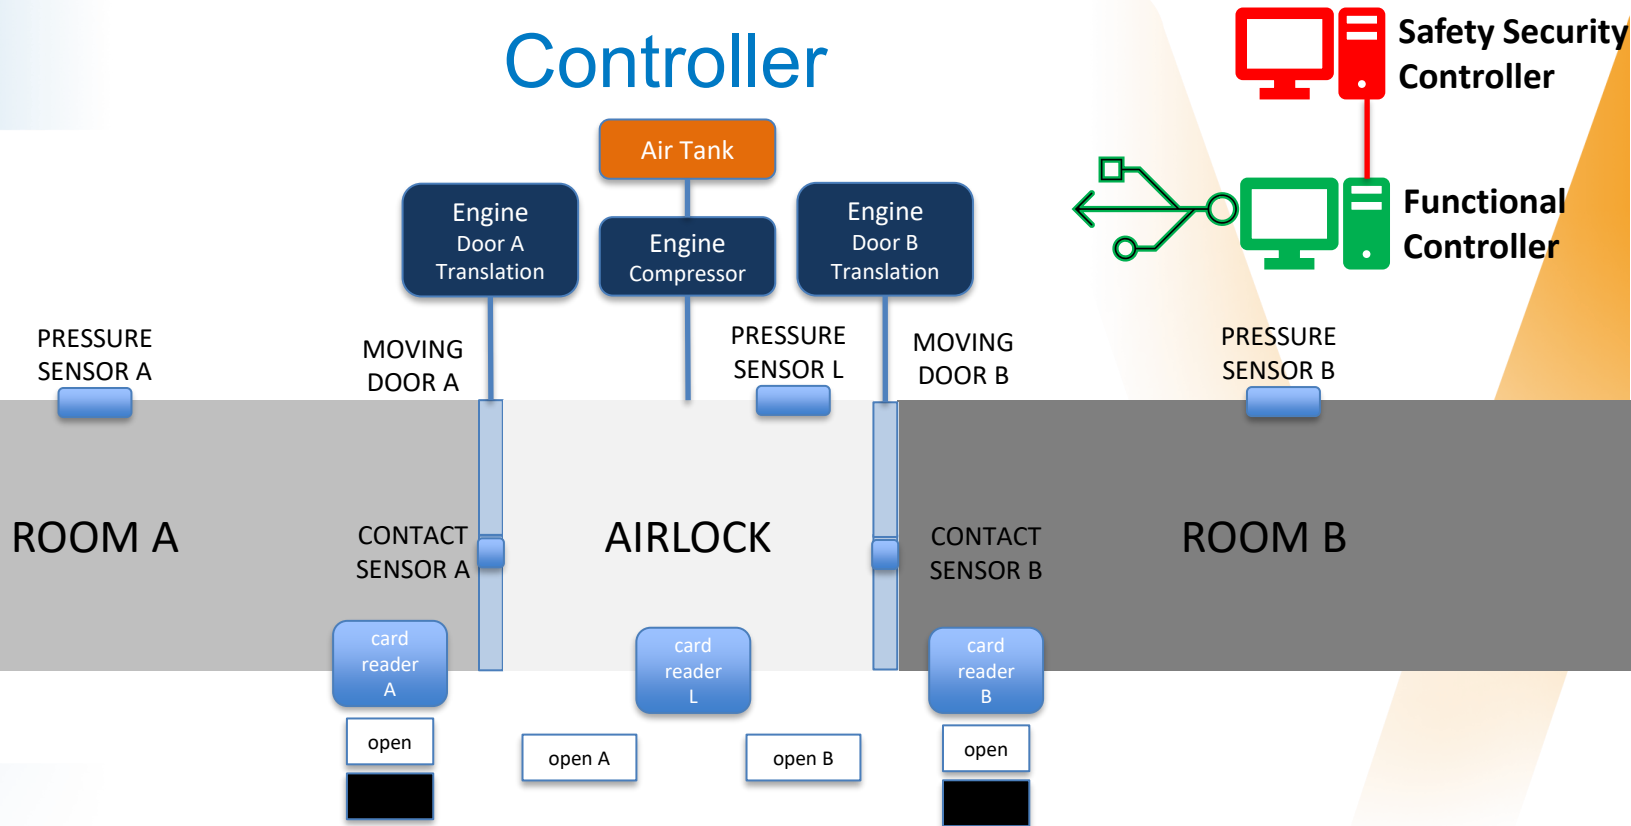 Controller
Safety Security
Controller
Air Tank
Engine
Door A
Translation
Engine
Compressor
Engine
Door B
Translation
Functional
Controller
PRESSURE
SENSOR A
MOVING
DOOR A
PRESSURE
SENSOR L
MOVING
DOOR B
PRESSURE
SENSOR B
ROOM A
CONTACT
SENSOR A
AIRLOCK
CONTACT
SENSOR B
ROOM B
card
reader
A
card
reader
L
card
reader
B
open
open A
open B
open